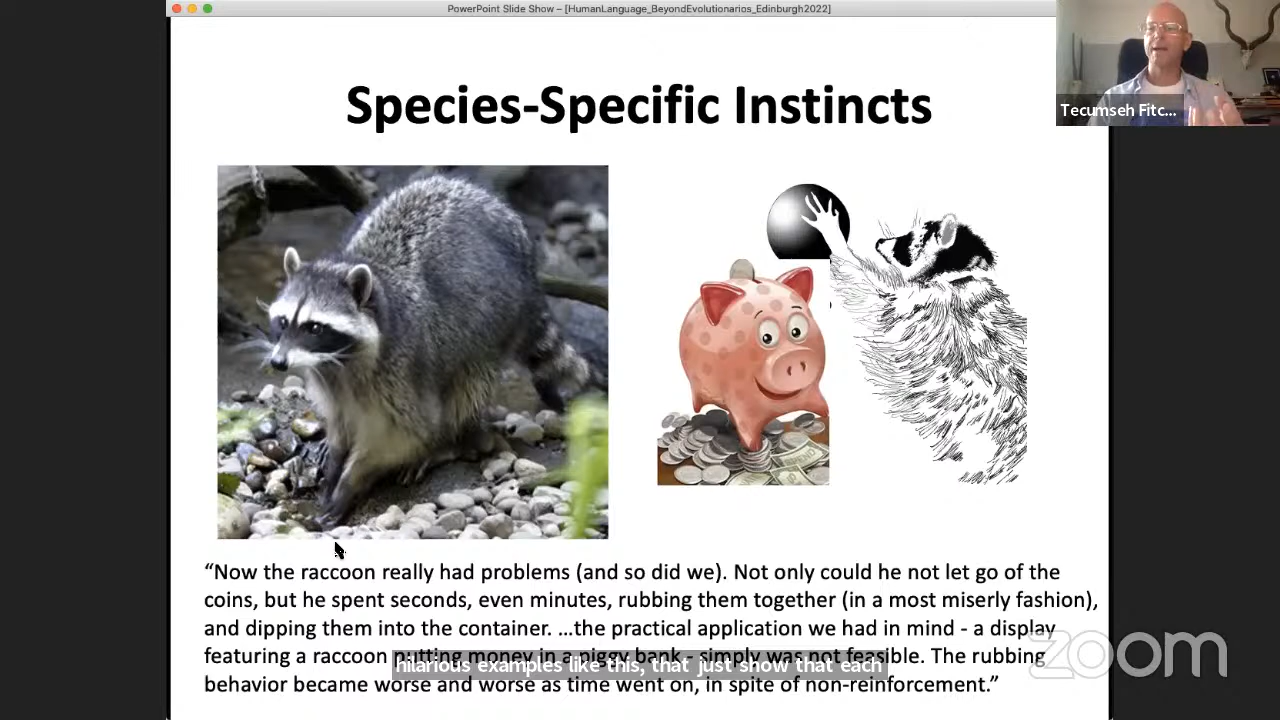 PowerPoint Slide Show – [HumanLanguage_BeyondEvolutionarios_Edinburgh2022]
Tecumseh Fitc...
Species-Specific Instincts
“Now the raccoon really had problems (and so did we). Not only could he not let go of the
coins, but he spent seconds, even minutes, rubbing them together (in a most miserly fashion),
and dipping them into the container. …the practical application we had in mind - a display
featuring a raccoon putting money in a piggy bank - simply was not feasible. The rubbing
behavior became worse and worse as time went on, in spite of non-reinforcement.”
hilarious examples like this, that just show that each
zoom